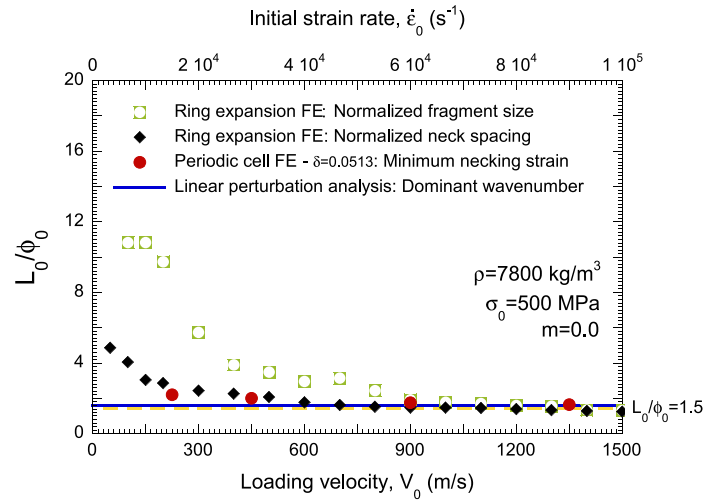 Initial strain rate, ε̇₀ (s⁻¹)
0 2 10⁴ 4 10⁴ 6 10⁴ 8 10⁴ 1 10⁵
20
Ring expansion FE: Normalized fragment size
Ring expansion FE: Normalized neck spacing
16
Periodic cell FE - δ=0.0513: Minimum necking strain
Linear perturbation analysis: Dominant wavenumber
12
L₀/ϕ₀
ρ=7800 kg/m³
8
σ₀=500 MPa
m=0.0
4
L₀/ϕ₀=1.5
0
0 300 600 900 1200 1500
Loading velocity, V₀ (m/s)